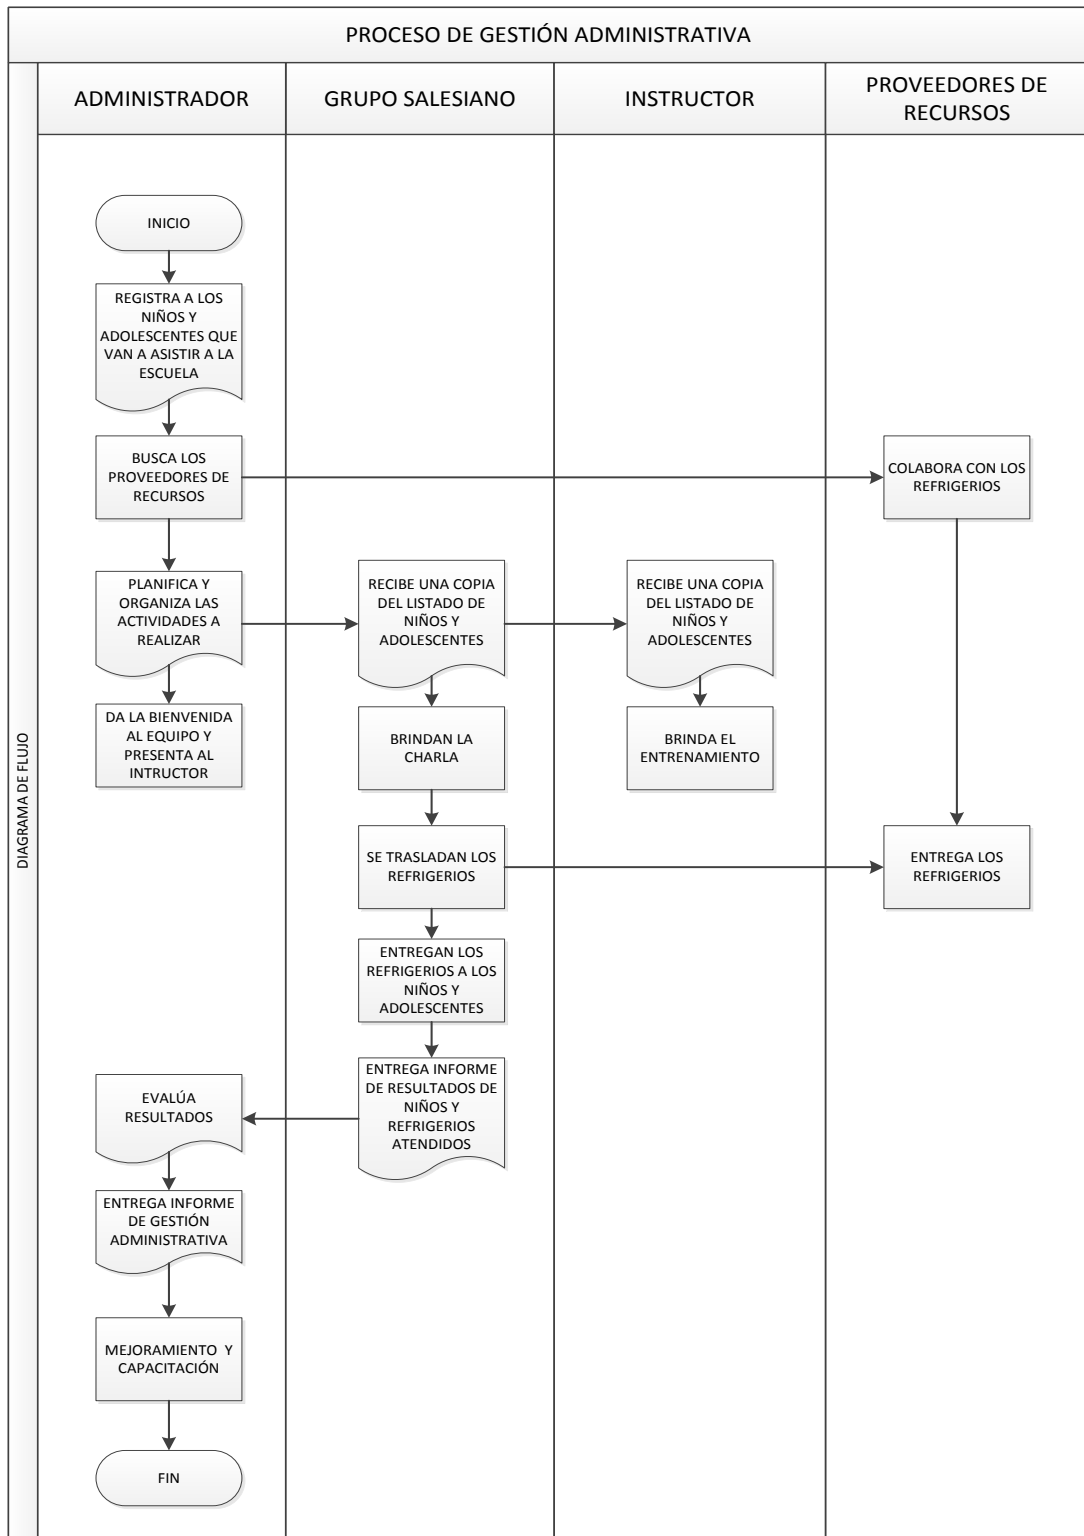 PROCESO DE GESTIÓN ADMINISTRATIVA
DIAGRAMA DE FLUJO
ADMINISTRADOR
GRUPO SALESIANO
INSTRUCTOR
PROVEEDORES DE
RECURSOS
INICIO
REGISTRA A LOS
NIÑOS Y
ADOLESCENTES QUE
VAN A ASISTIR A LA
ESCUELA
BUSCA LOS
PROVEEDORES DE
RECURSOS
COLABORA CON LOS
REFRIGERIOS
PLANIFICA Y
ORGANIZA LAS
ACTIVIDADES A
REALIZAR
RECIBE UNA COPIA
DEL LISTADO DE
NIÑOS Y
ADOLESCENTES
RECIBE UNA COPIA
DEL LISTADO DE
NIÑOS Y
ADOLESCENTES
DA LA BIENVENIDA
AL EQUIPO Y
PRESENTA AL
INTRUCTOR
BRINDAN LA
CHARLA
BRINDA EL
ENTRENAMIENTO
SE TRASLADAN LOS
REFRIGERIOS
ENTREGA LOS
REFRIGERIOS
ENTREGAN LOS
REFRIGERIOS A LOS
NIÑOS Y
ADOLESCENTES
ENTREGA INFORME
DE RESULTADOS DE
NIÑOS Y
REFRIGERIOS
ATENDIDOS
EVALÚA
RESULTADOS
ENTREGA INFORME
DE GESTIÓN
ADMINISTRATIVA
MEJORAMIENTO Y
CAPACITACIÓN
FIN